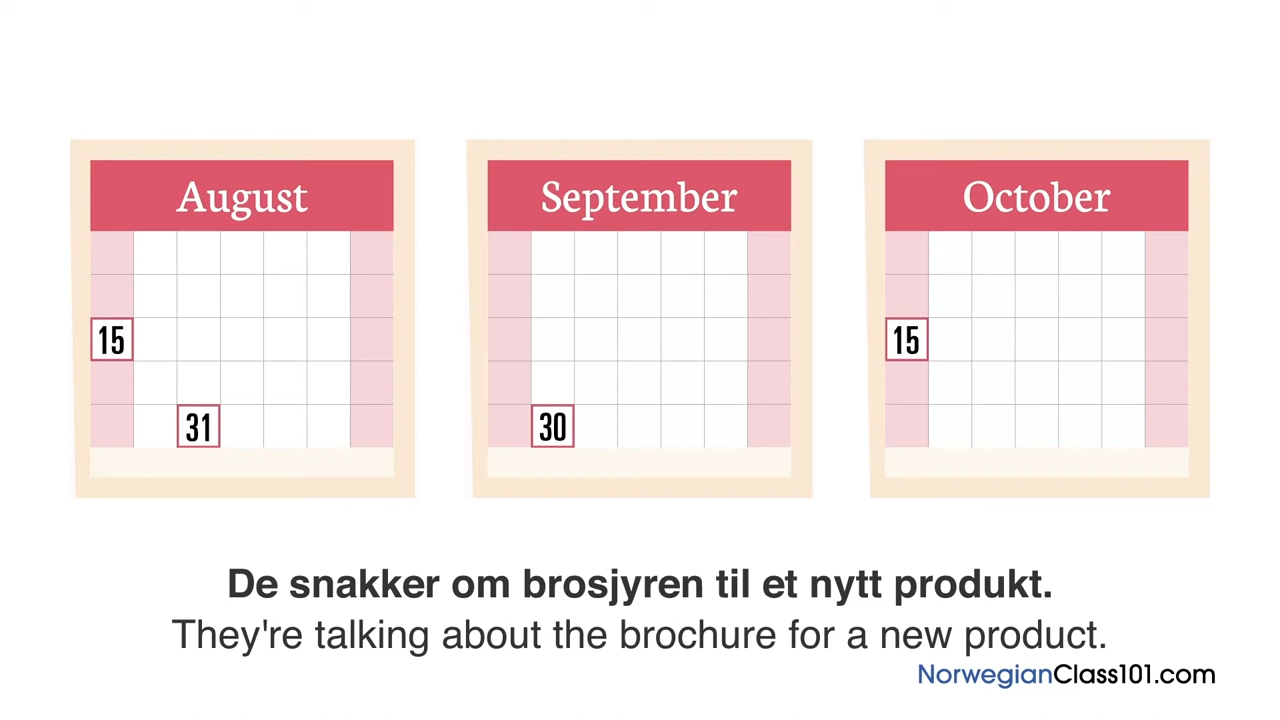 August
September
October
15
15
31
30
De snakker om brosjyren til et nytt produkt.
They're talking about the brochure for a new product.
NorwegianClass101.com